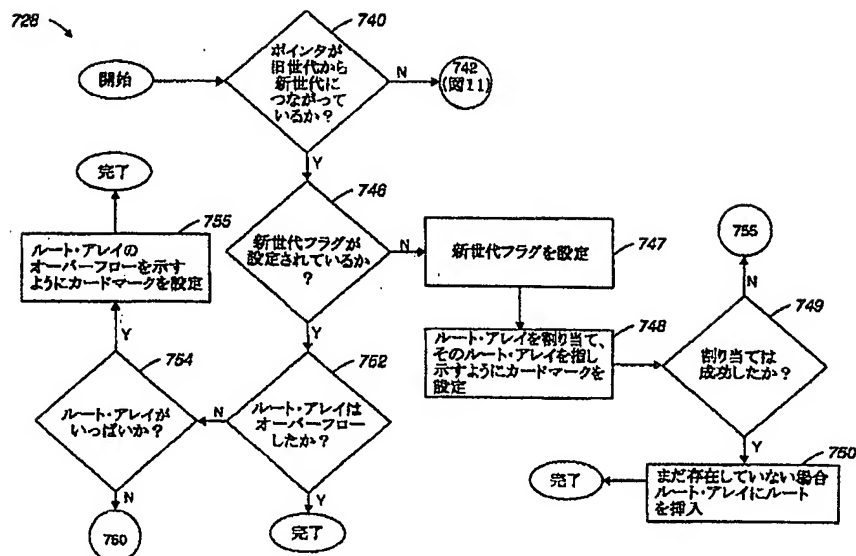 728
740
開始
ポインタが
旧世代から
新世代に
つながって
いるか？
N
742
(図11)
Y
完了
746
755
新世代フラグが
設定されているか
？
N
新世代フラグを設定
747
755
ルート・アレイの
オーバーフローを示す
ようにカードマークを設定
N
749
Y
Y
ルート・アレイを割り当て、
そのルート・アレイを指し
示すようにカードマークを
設定
748
割り当ては
成功したか？
754
752
ルート・アレイが
いっぱいか？
N
ルート・アレイは
オーバーフロー
したか？
Y
750
まだ存在していない場合
ルート・アレイにルート
を挿入
完了
N
Y
750
完了